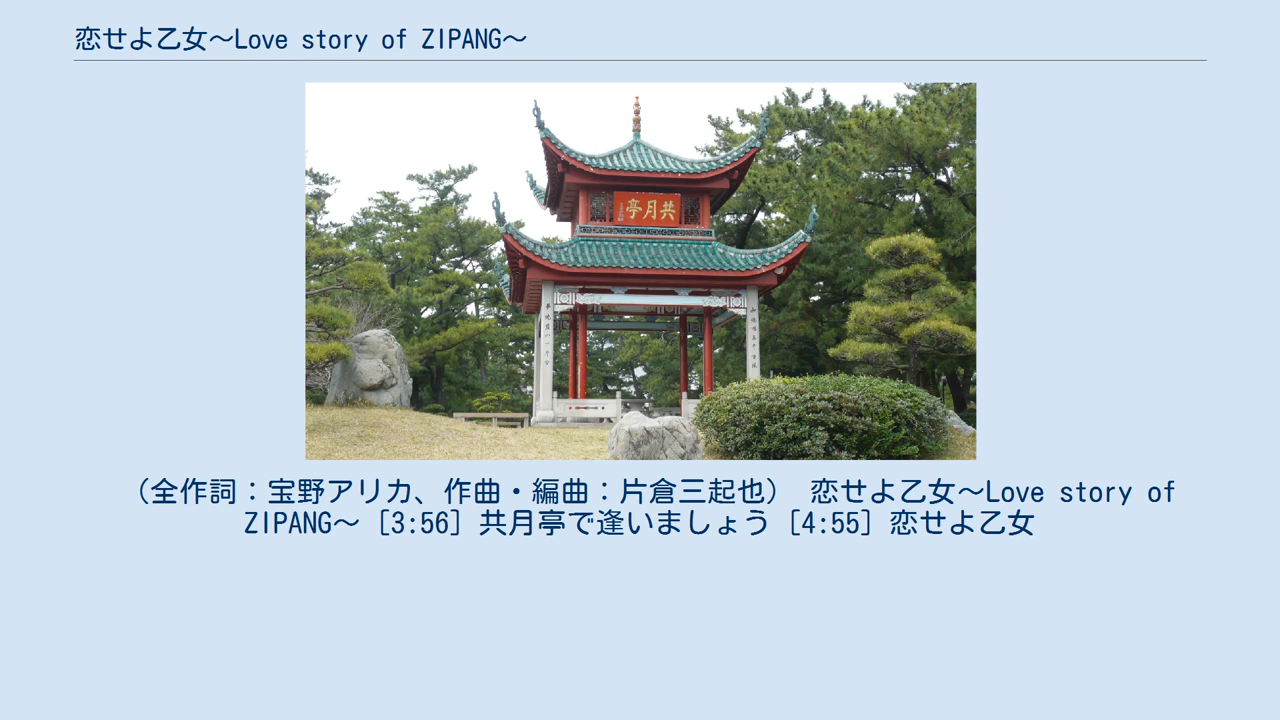 恋せよ乙女～Love story of ZIPANG～
共月亭
（全作詞：宝野アリカ、作曲・編曲：片倉三起也） 恋せよ乙女～Love story of
ZIPANG～ [3:56] 共月亭で逢いましょう [4:55] 恋せよ乙女